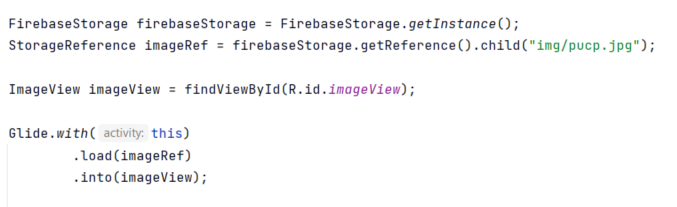 FirebaseStorage firebaseStorage = FirebaseStorage.getInstance();
StorageReference imageRef = firebaseStorage.getReference().child("img/pucp.jpg");
ImageView imageView = findViewById(R.id.imageView);
Glide.with( activity: this)
.load(imageRef)
.into(imageView);